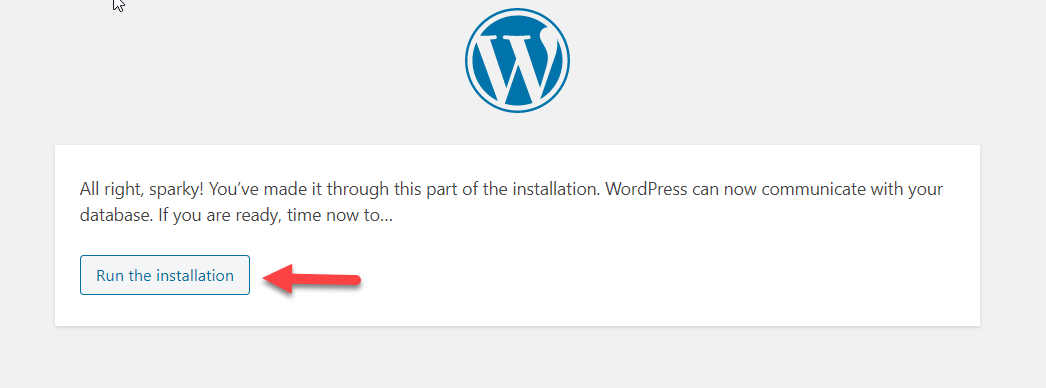 All right, sparky! You’ve made it through this part of the installation. WordPress can now communicate with your
database. If you are ready, time now to…
Run the installation